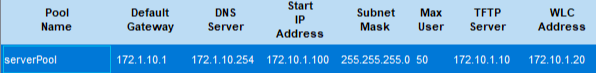 Pool Name	Default Gateway	DNS Server	Start IP Address	Subnet Mask	Max User	TFTP Server	WLC Address
serverPool	172.1.10.1	172.1.10.254	172.10.1.100	255.255.255.0	50	172.10.1.10	172.10.1.20